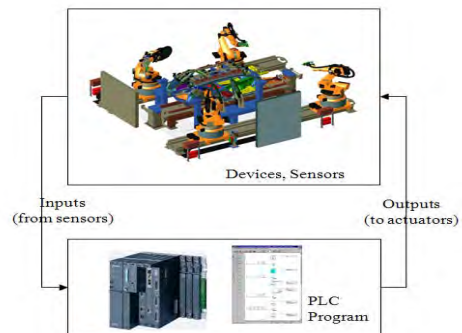 Devices, Sensors
Inputs
(from sensors)
Outputs
(to actuators)
PLC
Program